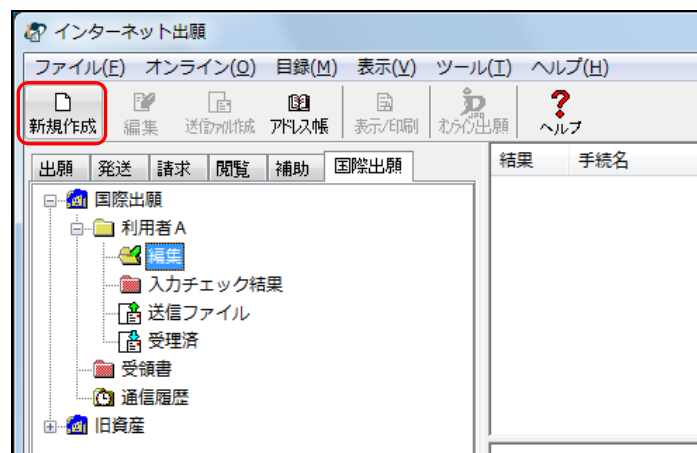 インターネット出願
ファイル(F) オンライン(O) 目録(M) 表示(V) ツール(T) ヘルプ(H)
新規作成 編集 送信ファイル作成 アドレス帳 表示/印刷 オンライン出願 ヘルプ
出願 発送 請求 閲覧 補助 国際出願
結果 手続名
国際出願
利用者A
編集
入力チェック結果
送信ファイル
受理済
受領書
通信履歴
旧資産